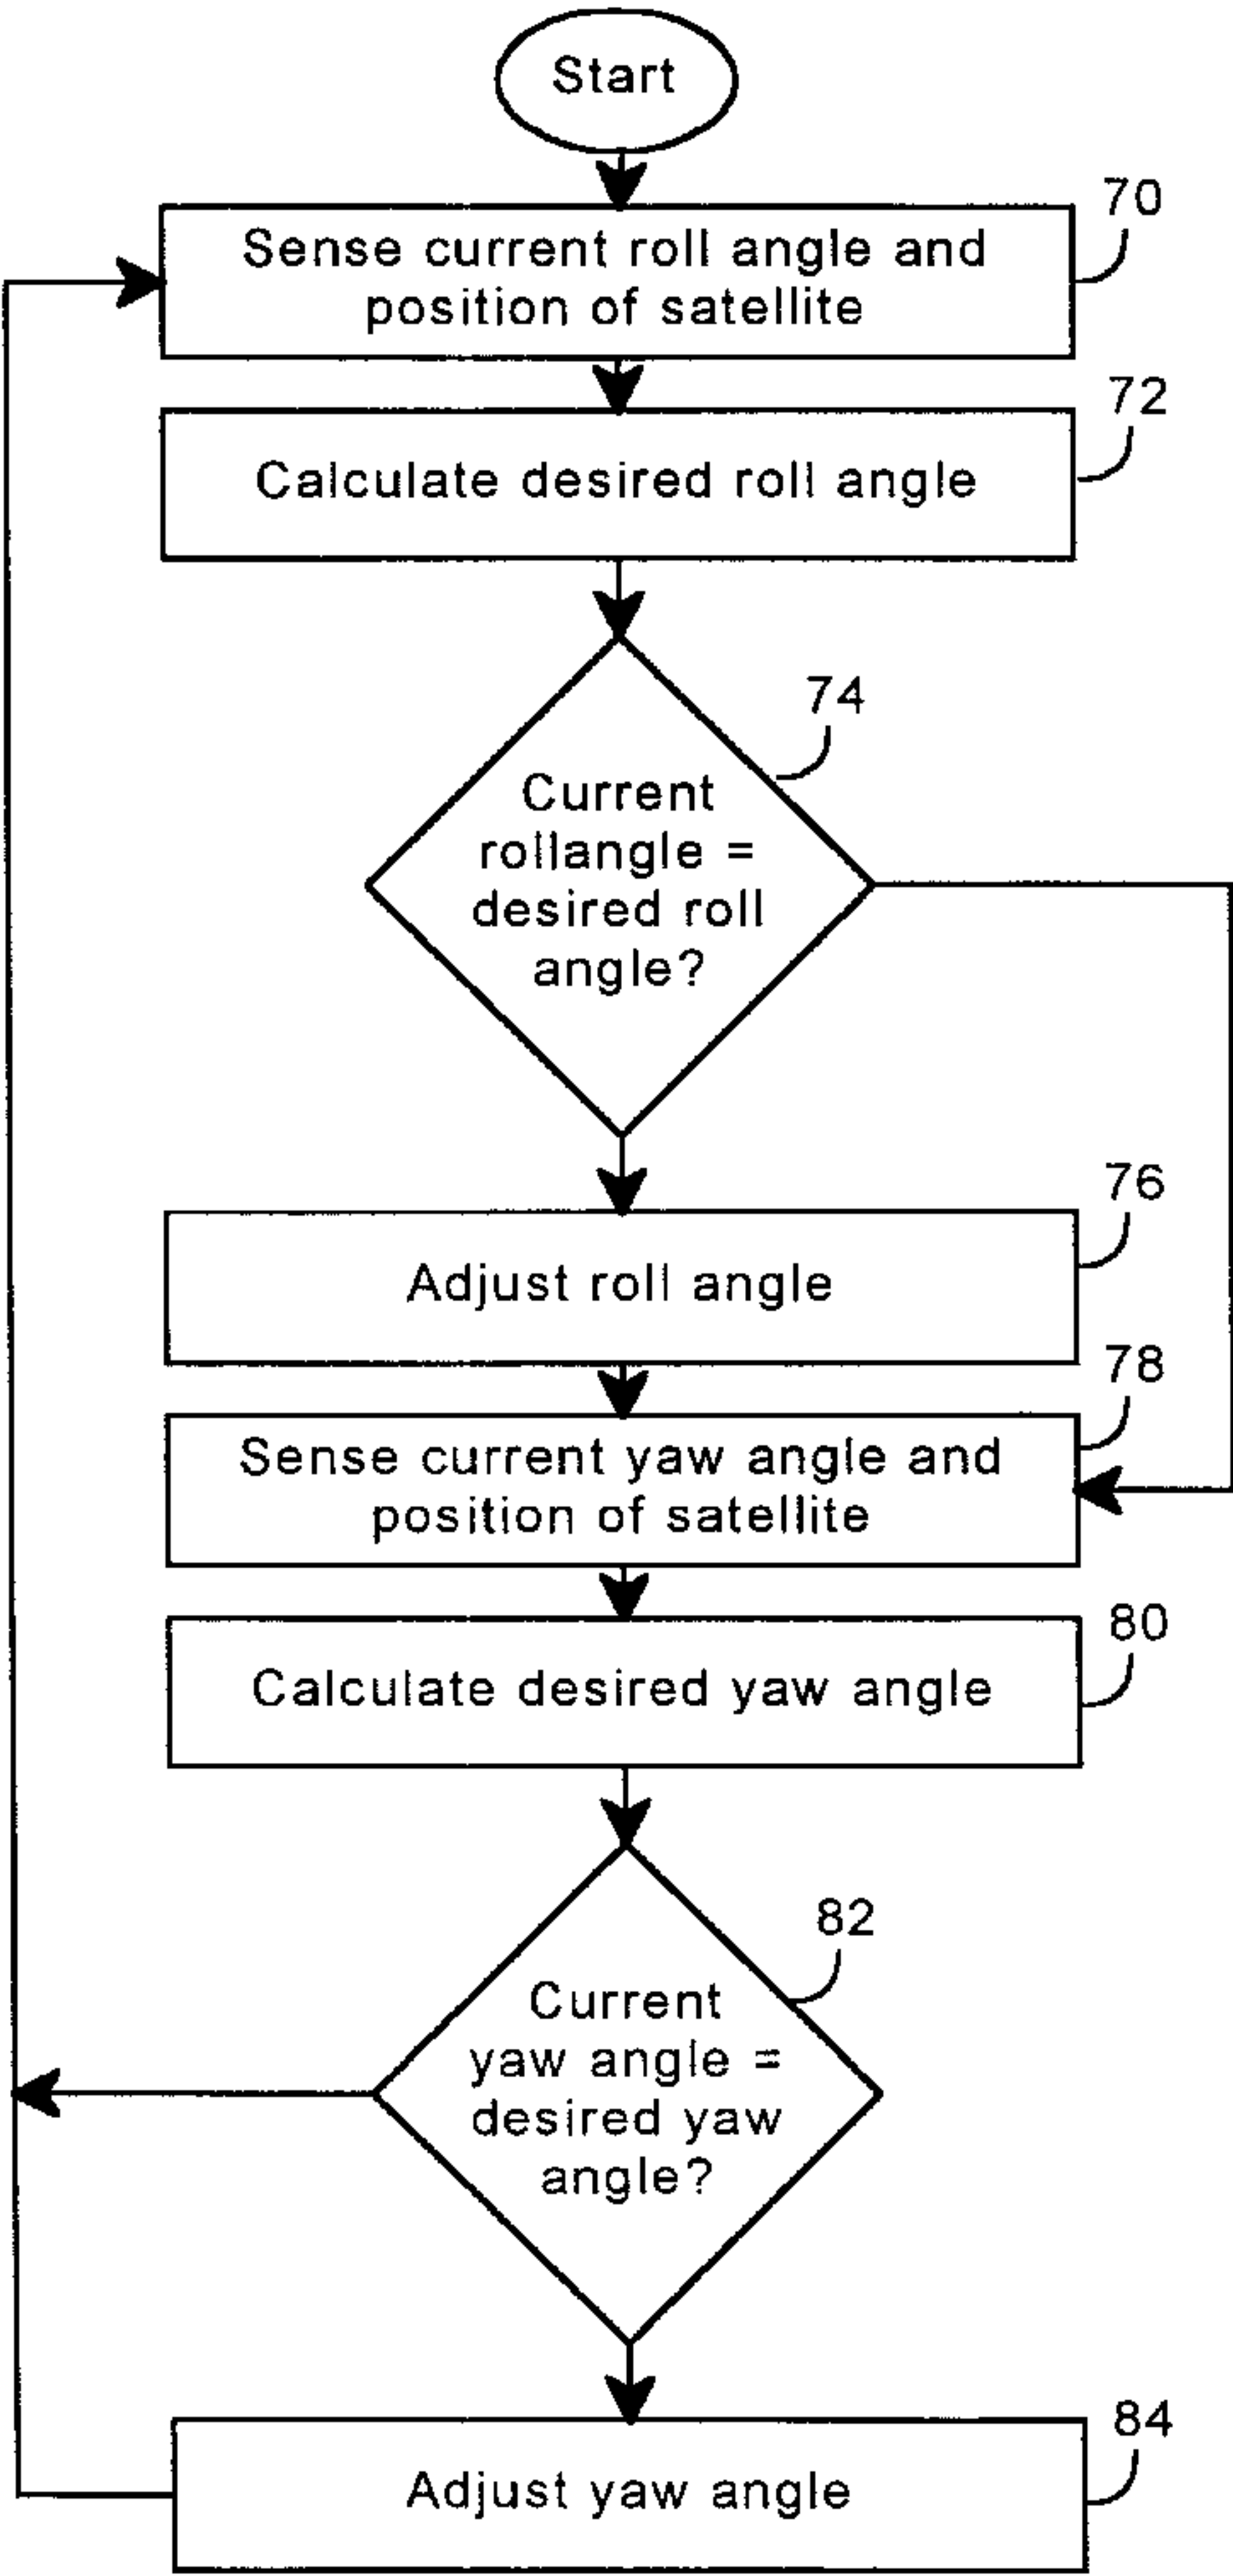 Start
70
Sense current roll angle and
position of satellite
72
Calculate desired roll angle
74
Current
rollangle =
desired roll
angle?
76
Adjust roll angle
78
Sense current yaw angle and
position of satellite
80
Calculate desired yaw angle
82
Current
yaw angle =
desired yaw
angle?
84
Adjust yaw angle